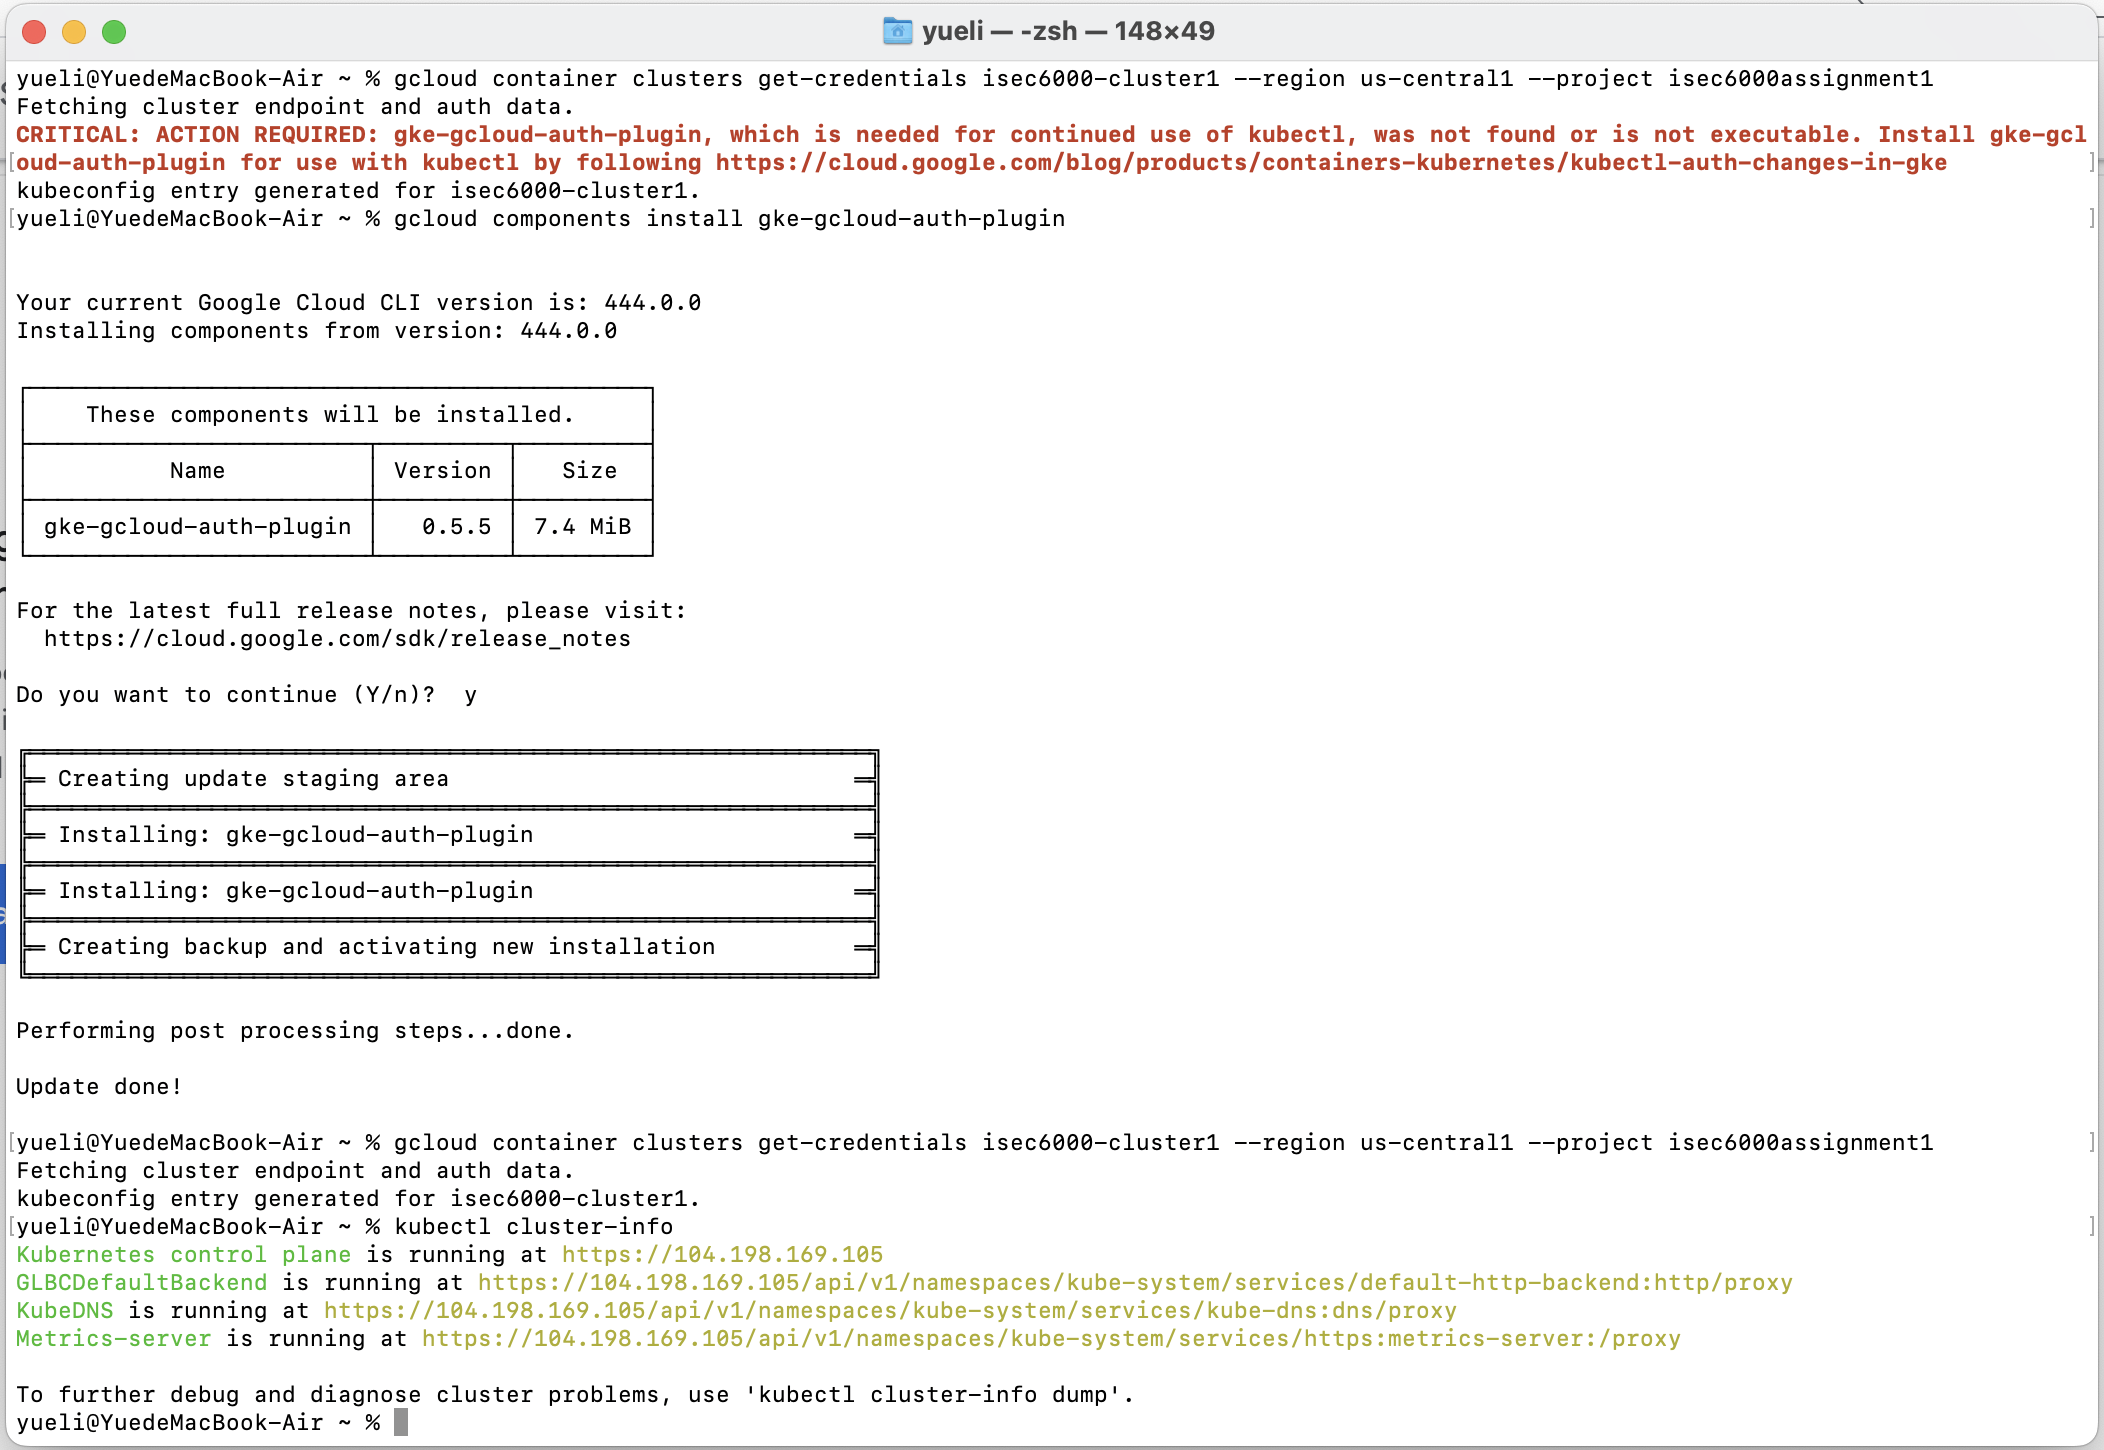 yueli — -zsh — 148×49
yueli@YuedeMacBook-Air ~ % gcloud container clusters get-credentials isec6000-cluster1 --region us-central1 --project isec6000assignment1
Fetching cluster endpoint and auth data.
CRITICAL: ACTION REQUIRED: gke-gcloud-auth-plugin, which is needed for continued use of kubectl, was not found or is not executable. Install gke-gcl
oud-auth-plugin for use with kubectl by following https://cloud.google.com/blog/products/containers-kubernetes/kubectl-auth-changes-in-gke
kubeconfig entry generated for isec6000-cluster1.
yueli@YuedeMacBook-Air ~ % gcloud components install gke-gcloud-auth-plugin
Your current Google Cloud CLI version is: 444.0.0
Installing components from version: 444.0.0
These components will be installed.
Name Version Size
gke-gcloud-auth-plugin 0.5.5 7.4 MiB
For the latest full release notes, please visit:
https://cloud.google.com/sdk/release_notes
Do you want to continue (Y/n)?  y
Creating update staging area
Installing: gke-gcloud-auth-plugin
Installing: gke-gcloud-auth-plugin
Creating backup and activating new installation
Performing post processing steps...done.
Update done!
yueli@YuedeMacBook-Air ~ % gcloud container clusters get-credentials isec6000-cluster1 --region us-central1 --project isec6000assignment1
Fetching cluster endpoint and auth data.
kubeconfig entry generated for isec6000-cluster1.
yueli@YuedeMacBook-Air ~ % kubectl cluster-info
Kubernetes control plane is running at https://104.198.169.105
GLBCDefaultBackend is running at https://104.198.169.105/api/v1/namespaces/kube-system/services/default-http-backend:http/proxy
KubeDNS is running at https://104.198.169.105/api/v1/namespaces/kube-system/services/kube-dns:dns/proxy
Metrics-server is running at https://104.198.169.105/api/v1/namespaces/kube-system/services/https:metrics-server:/proxy
To further debug and diagnose cluster problems, use 'kubectl cluster-info dump'.
yueli@YuedeMacBook-Air ~ %